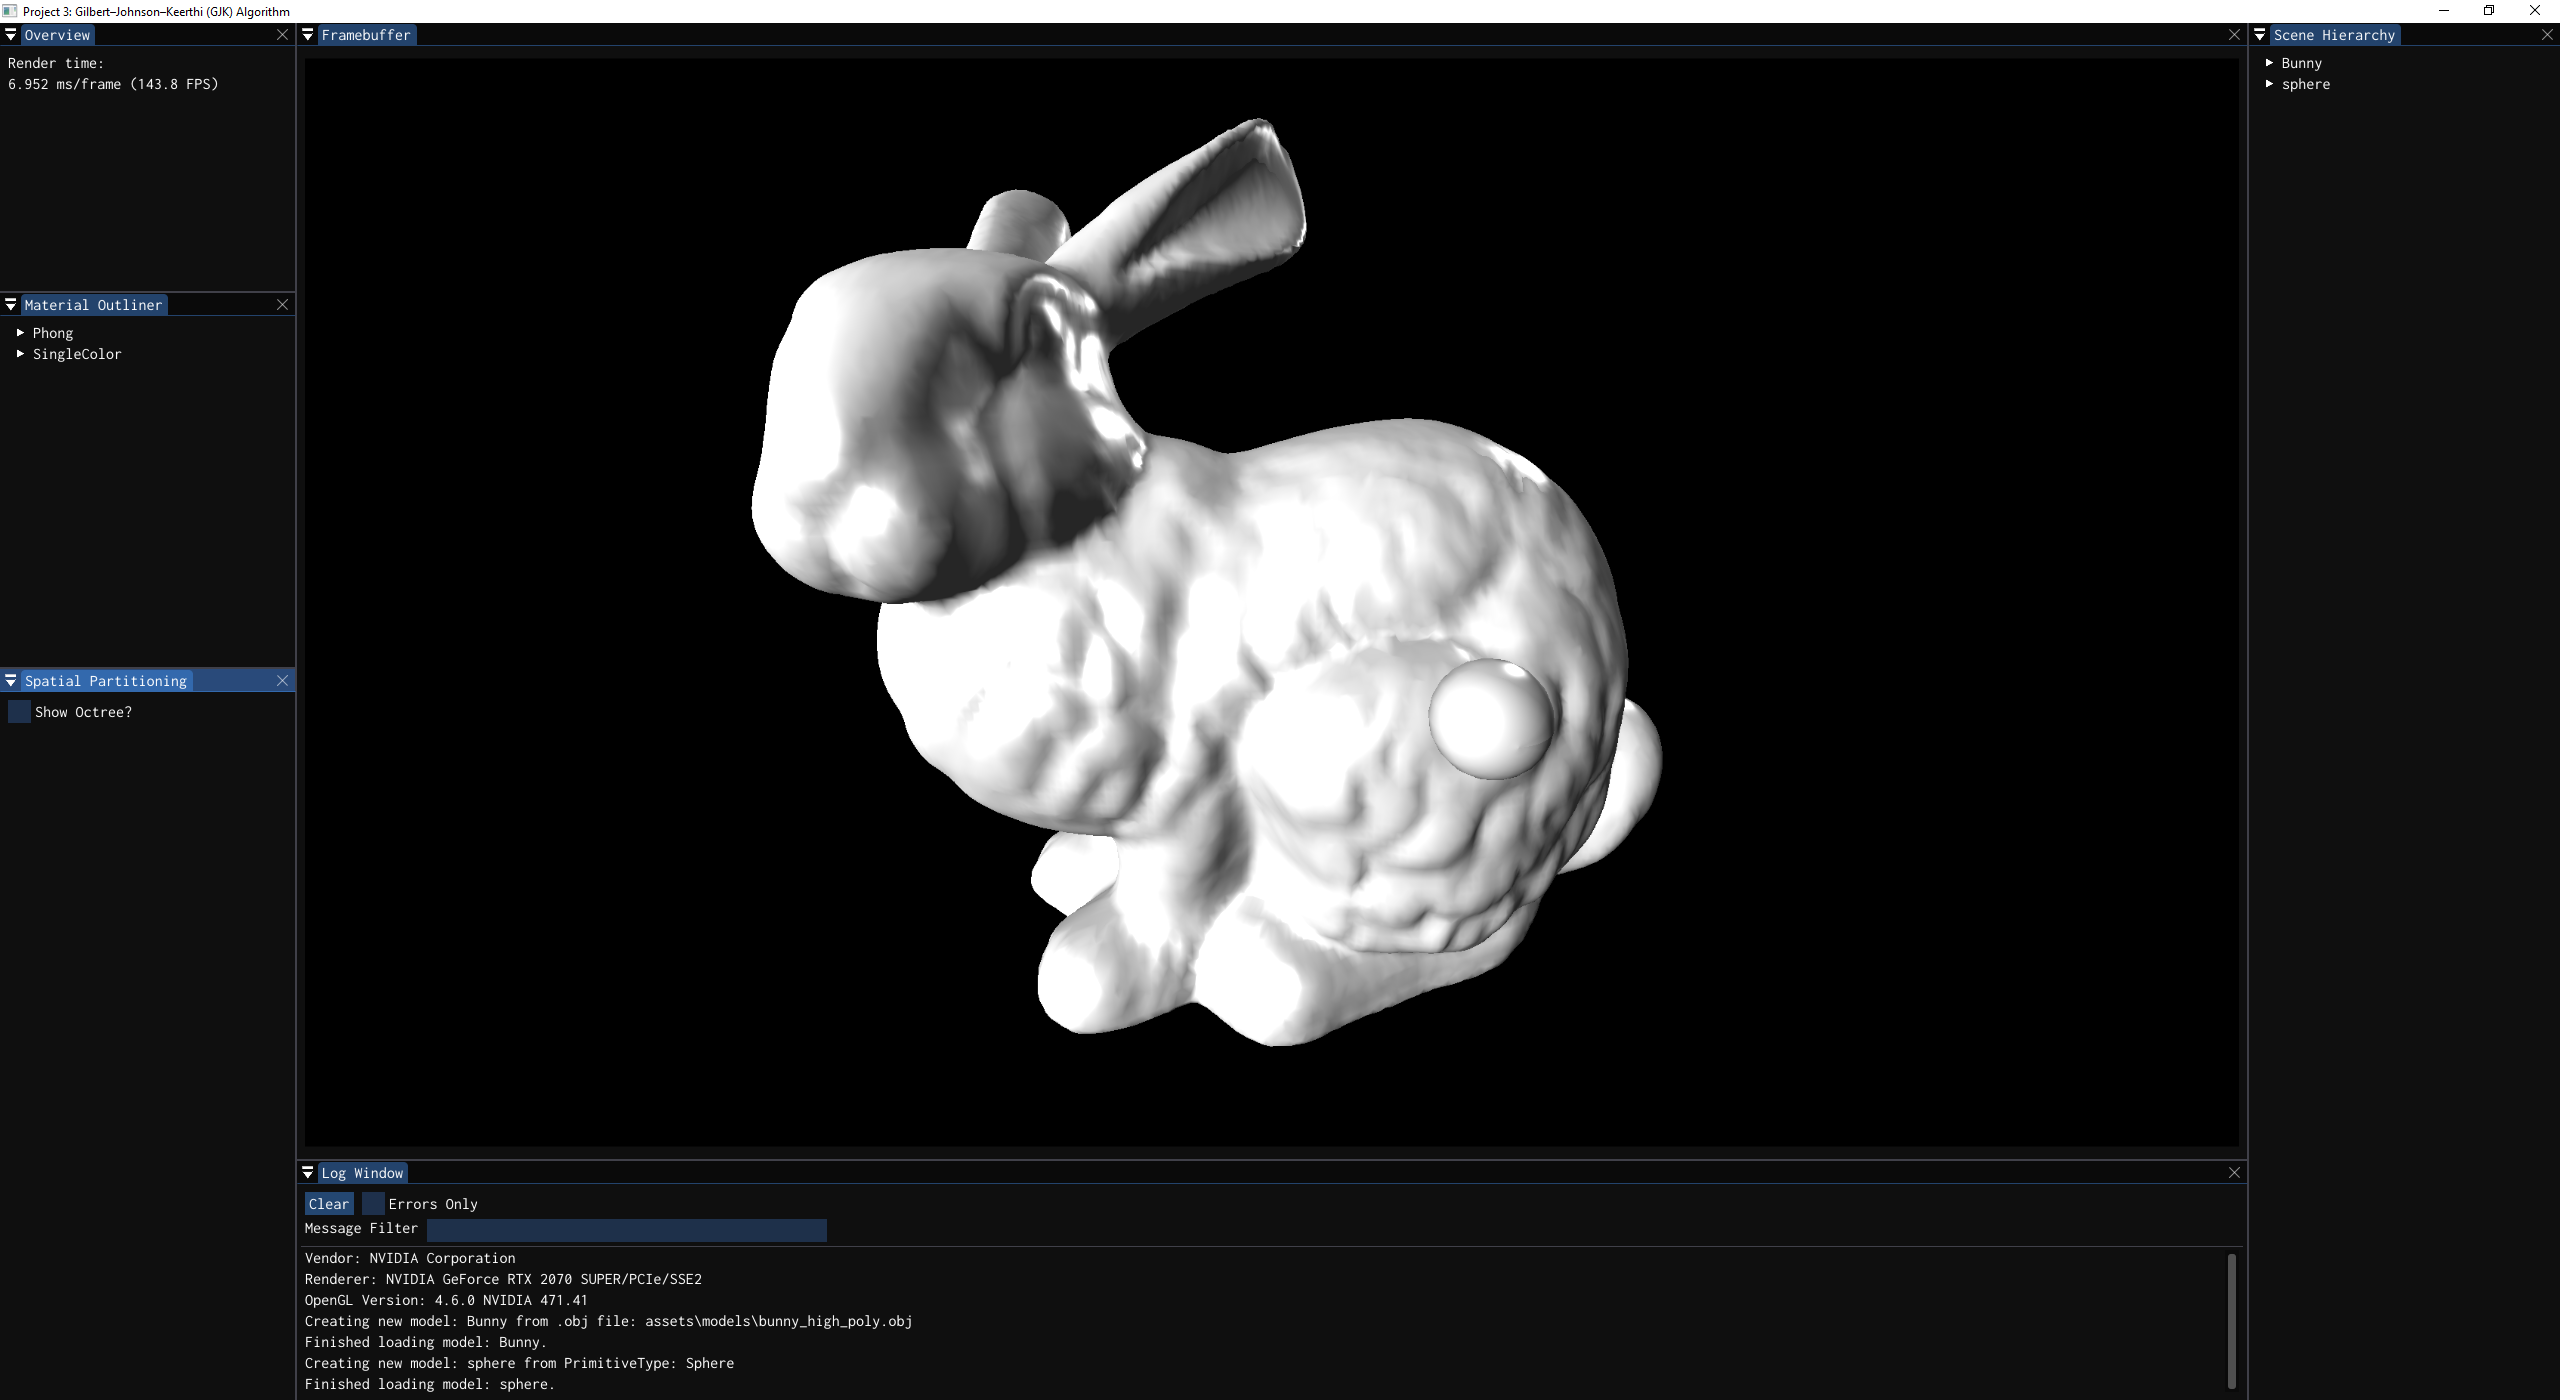 Project 3: Gilbert–Johnson–Keerthi (GJK) Algorithm
Overview
Render time:
6.952 ms/frame (143.8 FPS)
Material Outliner
Phong
SingleColor
Spatial Partitioning
Show Octree?
Framebuffer
Log Window
Clear Errors Only
Message Filter
Vendor: NVIDIA Corporation
Renderer: NVIDIA GeForce RTX 2070 SUPER/PCIe/SSE2
OpenGL Version: 4.6.0 NVIDIA 471.41
Creating new model: Bunny from .obj file: assets\models\bunny_high_poly.obj
Finished loading model: Bunny.
Creating new model: sphere from PrimitiveType: Sphere
Finished loading model: sphere.
Scene Hierarchy
Bunny
sphere